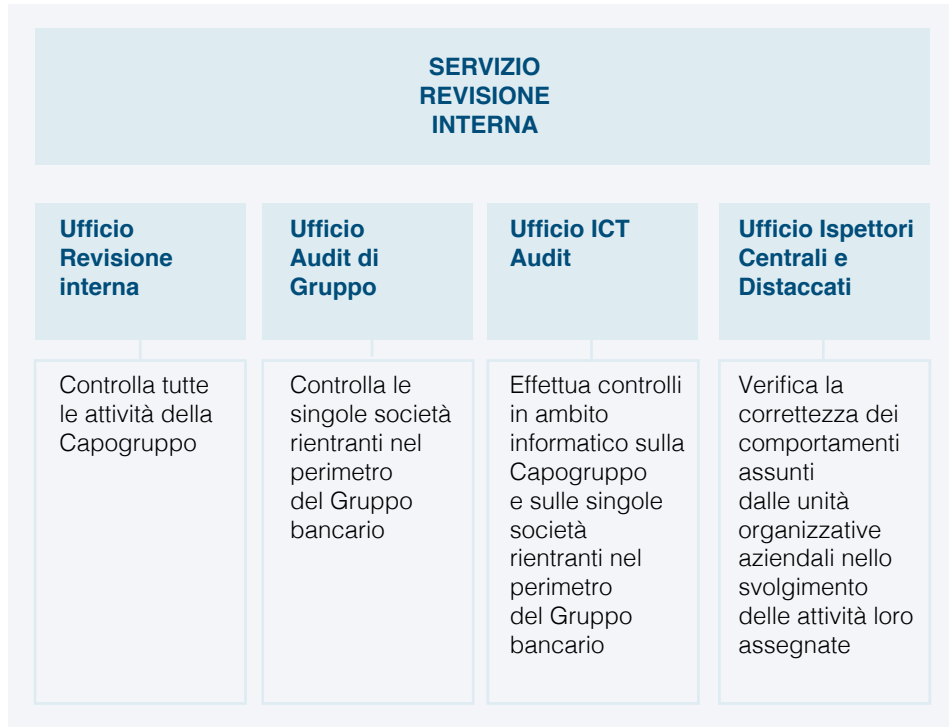 SERVIZIO
REVISIONE
INTERNA
Ufficio
Revisione
interna
Controlla tutte
le attività della
Capogruppo
Ufficio
Audit di
Gruppo
Controlla le
singole società
rientranti nel
perimetro
del Gruppo
bancario
Ufficio ICT
Audit
Effettua controlli
in ambito
informatico sulla
Capogruppo
e sulle singole
società
rientranti nel
perimetro
del Gruppo
bancario
Ufficio Ispettori
Centrali e
Distaccati
Verifica la
correttezza dei
comportamenti
assunti
dalle unità
organizzative
aziendali nello
svolgimento
delle attività loro
assegnate